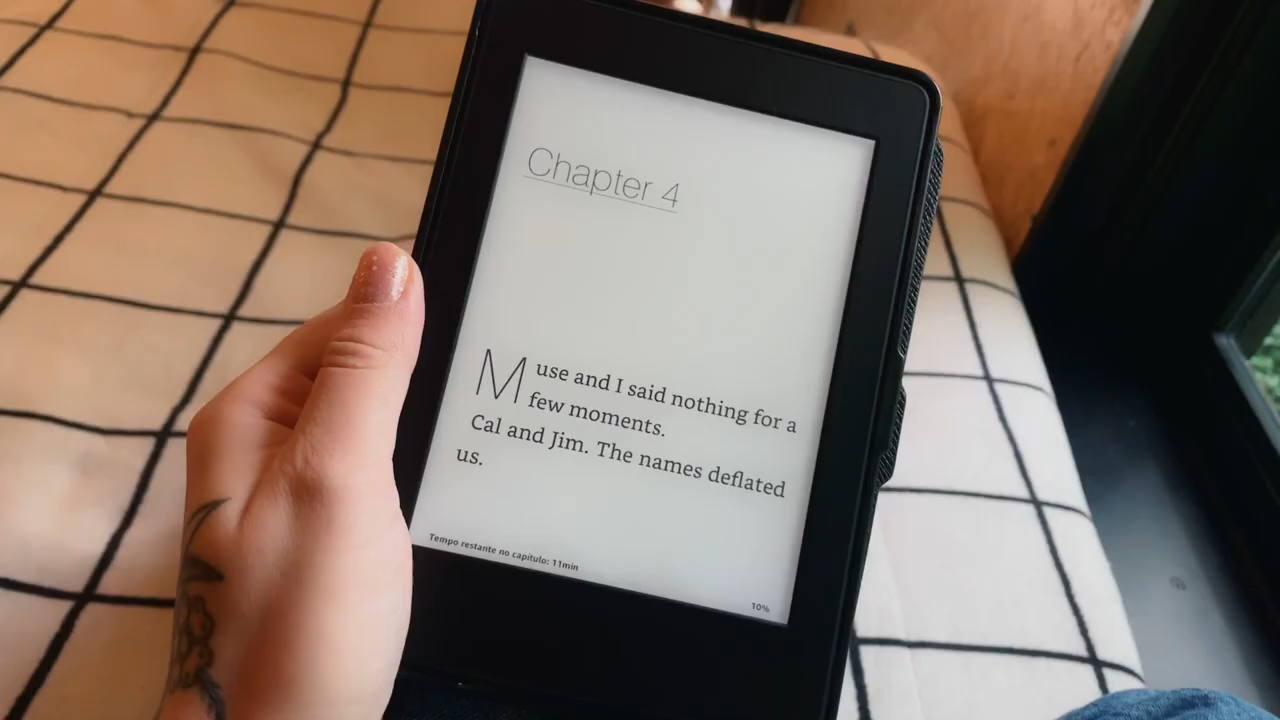 Chapter 4
Muse and I said nothing for a
few moments.
Cal and Jim. The names deflated
us.
Tempo restante no capítulo: 11min
10%